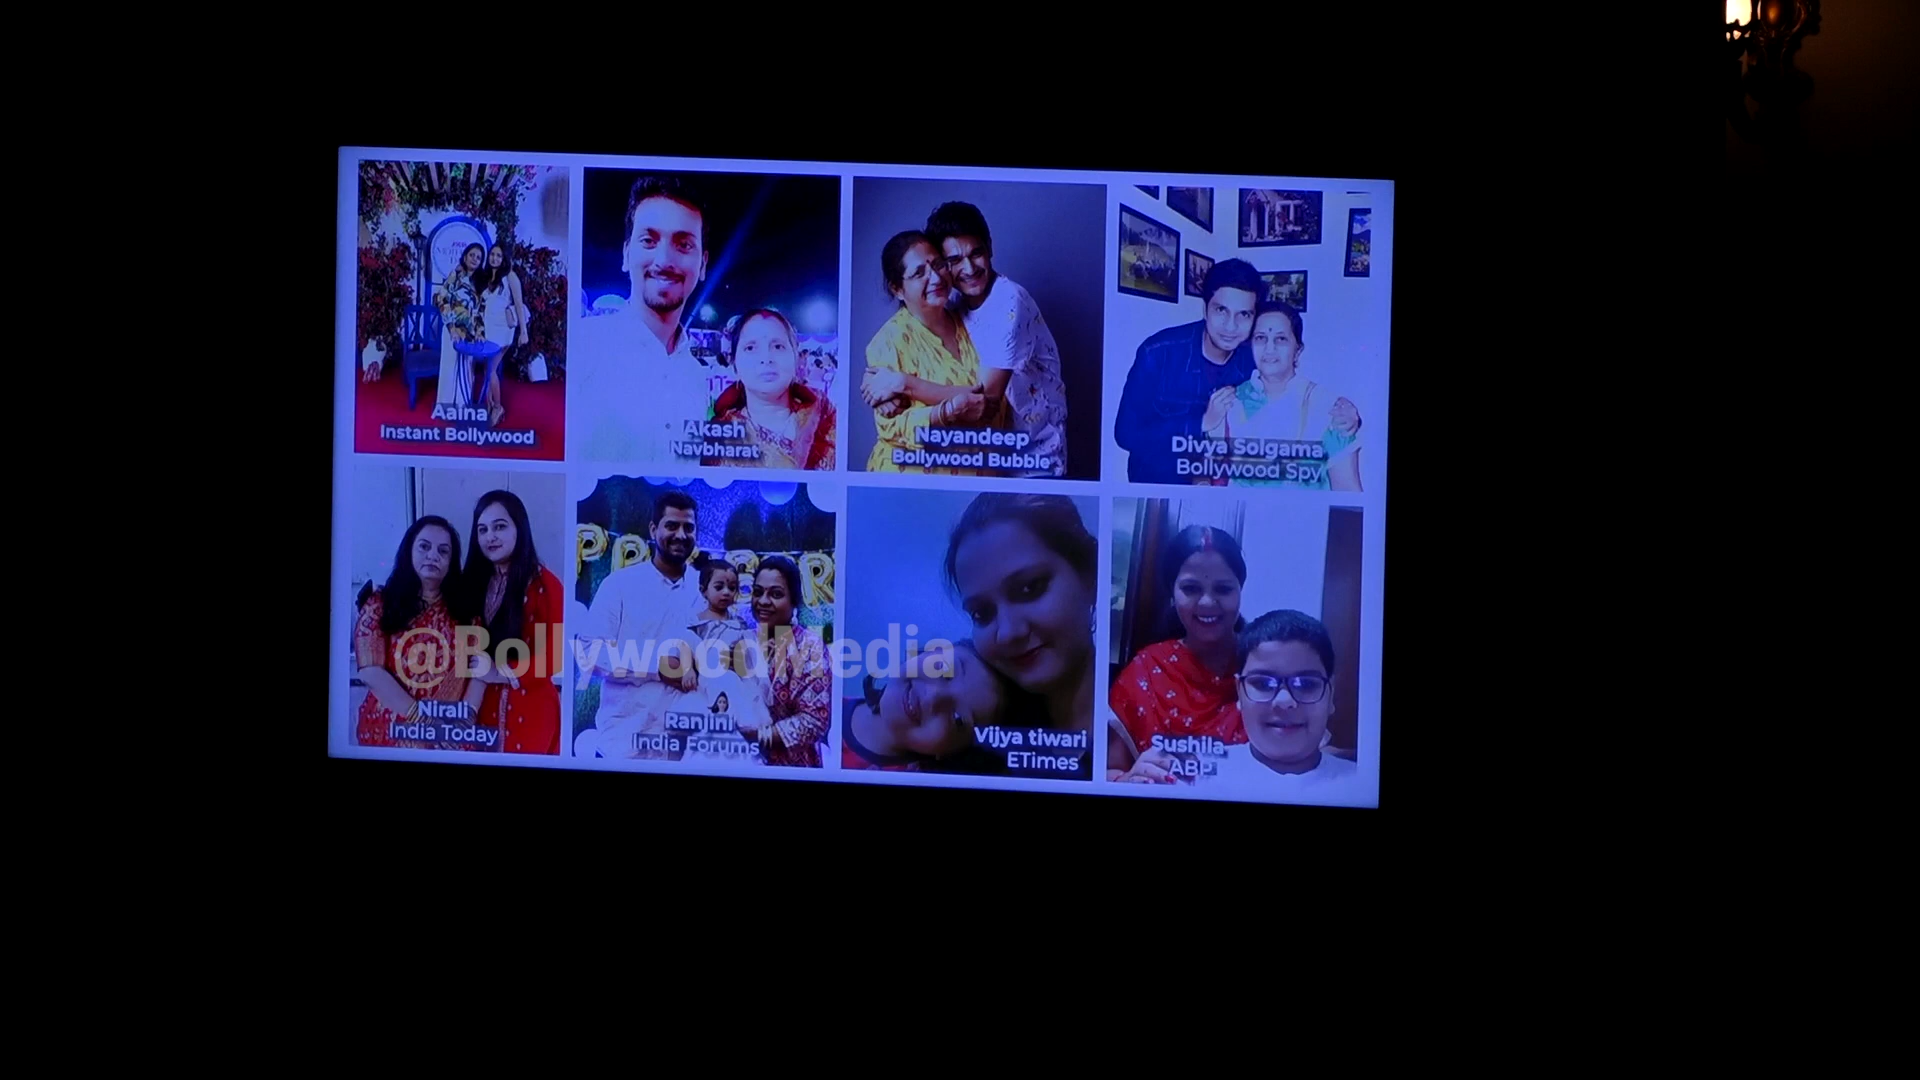 Aaina
Instant Bollywood
Akash
Navbharat
Nayandeep
Bollywood Bubble
Divya Solgama
Bollywood Spy
Nirali
India Today
Ranjini
India Forums
Vijya tiwari
ETimes
Sushila
ABP
@BollywoodMedia